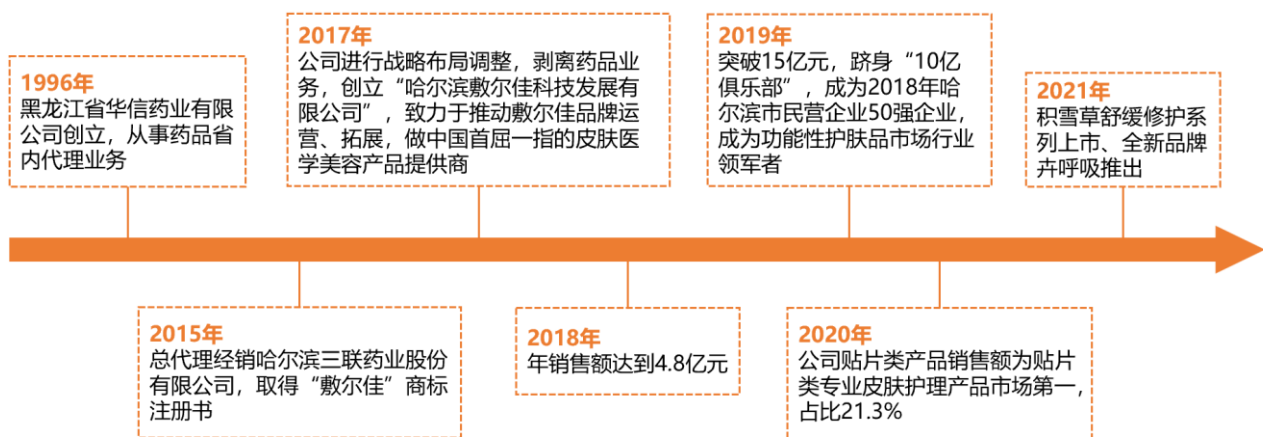 1996年
黑龙江省华信药业有限
公司创立，从事药品省
内代理业务
2015年
总代理经销哈尔滨三联药业股份
有限公司，取得“敷尔佳”商标
注册书
2017年
公司进行战略布局调整，剥离药品业
务，创立“哈尔滨敷尔佳科技发展有
限公司”，致力于推动敷尔佳品牌运
营、拓展，做中国首屈一指的皮肤医
学美容产品提供商
2018年
年销售额达到4.8亿元
2019年
突破15亿元，跻身“10亿
俱乐部”，成为2018年哈
尔滨市民营企业50强企业，
成为功能性护肤品市场行业
领军者
2020年
公司贴片类产品销售额为贴片
类专业皮肤护理产品市场第一，
占比21.3%
2021年
积雪草舒缓修护系
列上市、全新品牌
卉呼吸推出